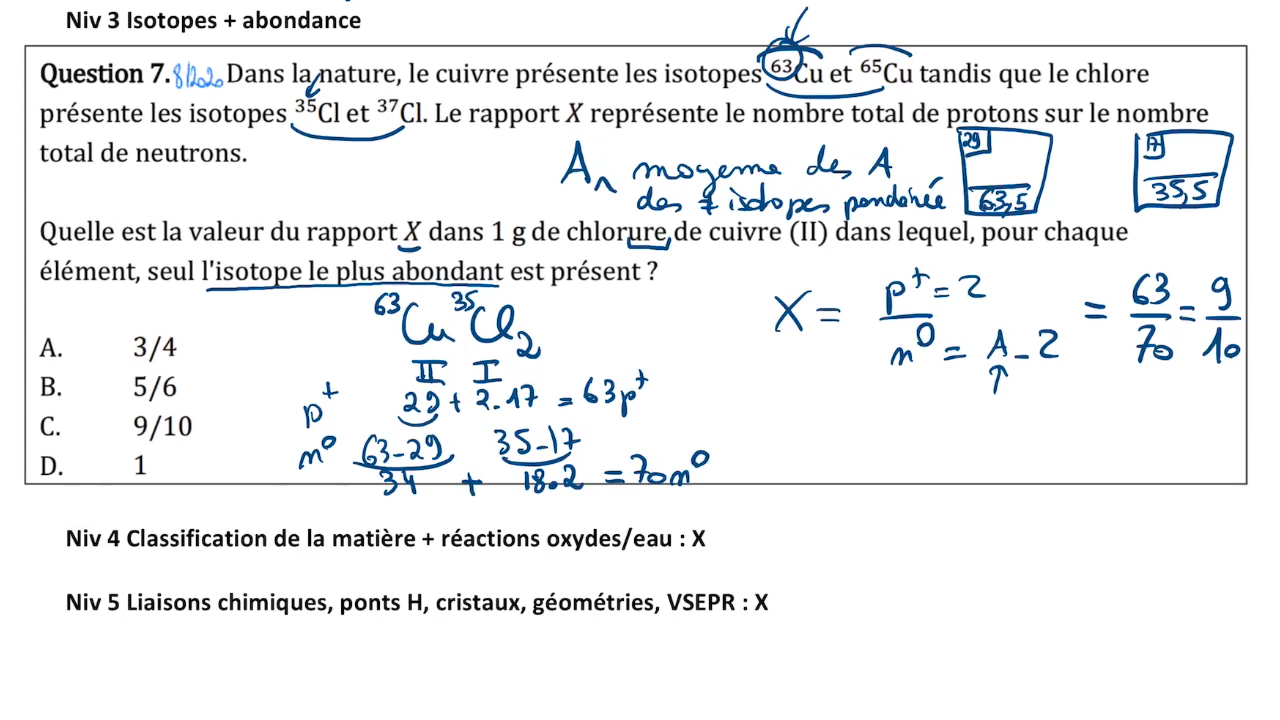 Niv 3 Isotopes + abondance
Question 7. 8/2020 Dans la nature, le cuivre présente les isotopes ⁶³Cu et ⁶⁵Cu tandis que le chlore
présente les isotopes ³⁵Cl et ³⁷Cl. Le rapport X représente le nombre total de protons sur le nombre
total de neutrons.
Ar moyenne des A
des ≠ isotopes pondérée
29
63,5
17
35,5
Quelle est la valeur du rapport X dans 1 g de chlorure de cuivre (II) dans lequel, pour chaque
élément, seul l'isotope le plus abondant est présent ?
⁶³Cu ³⁵Cl₂
II I
X = p⁺ = Z / n⁰ = A - Z = 63/70 = 9/10
A. 3/4
B. 5/6
C. 9/10
D. 1
p⁺ 29 + 2.17 = 63p⁺
n⁰ 63-29 + 35-17
34 + 18.2 = 70n⁰
Niv 4 Classification de la matière + réactions oxydes/eau : X
Niv 5 Liaisons chimiques, ponts H, cristaux, géométries, VSEPR : X